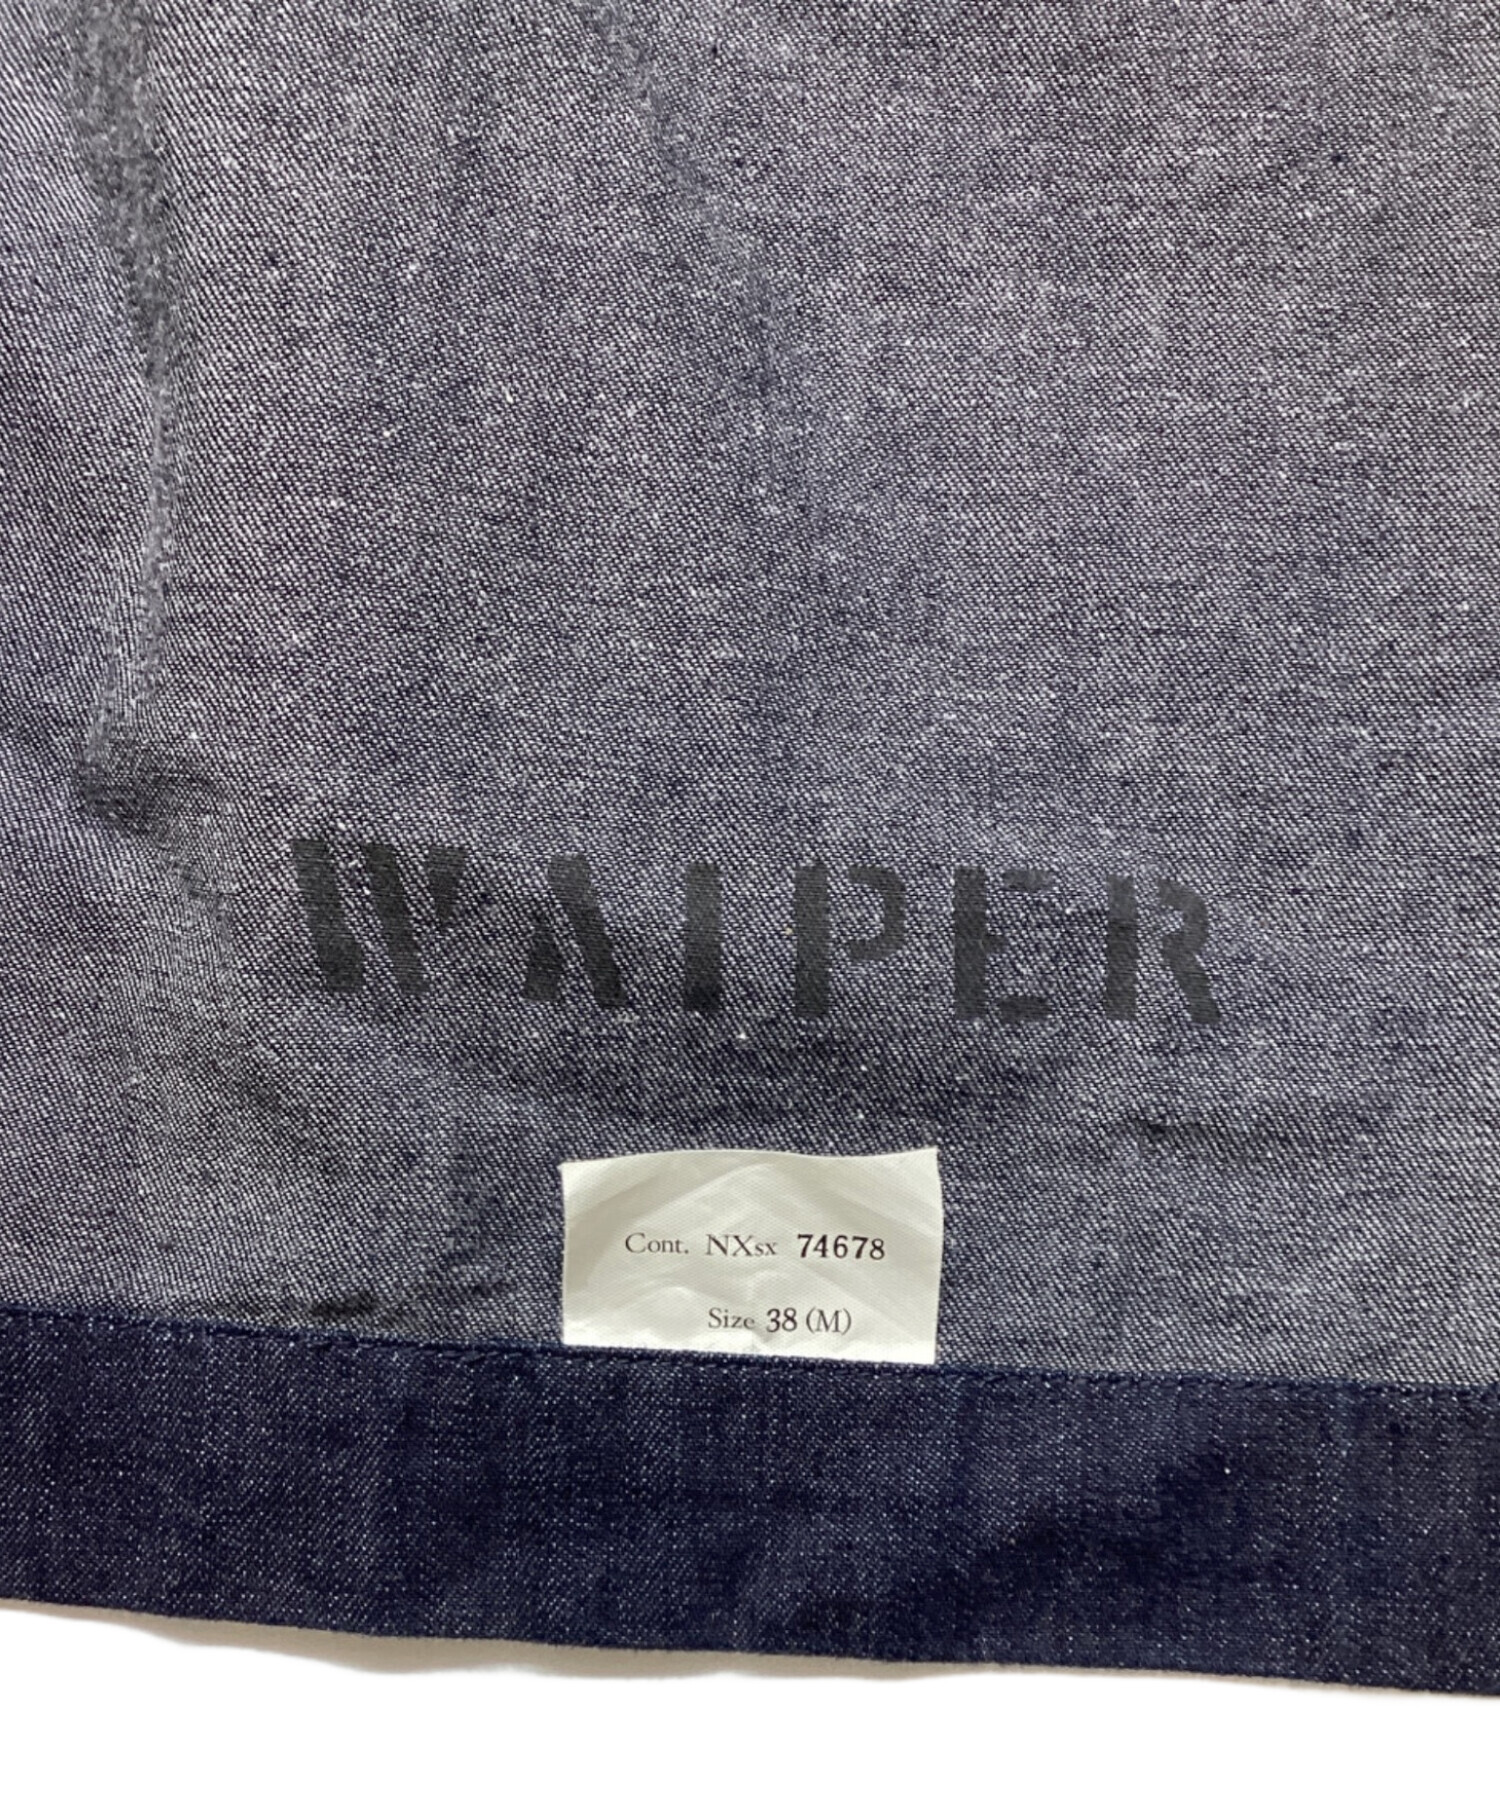 WAIPER
Cont. NXsx 74678
Size 38 (M)